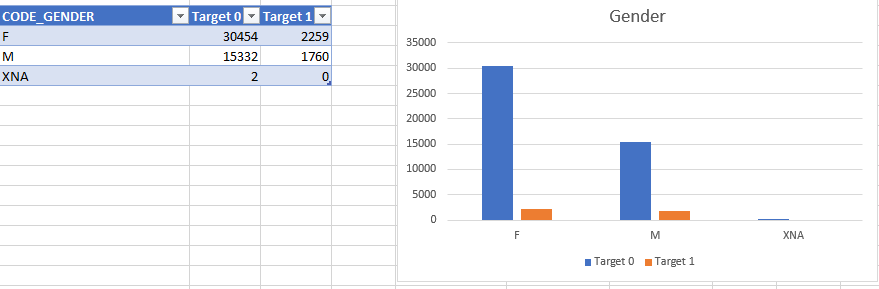 CODE_GENDER Target 0 Target 1
F 30454 2259
M 15332 1760
XNA 2 0
Gender
35000
30000
25000
20000
15000
10000
5000
0
F M XNA
Target 0 Target 1